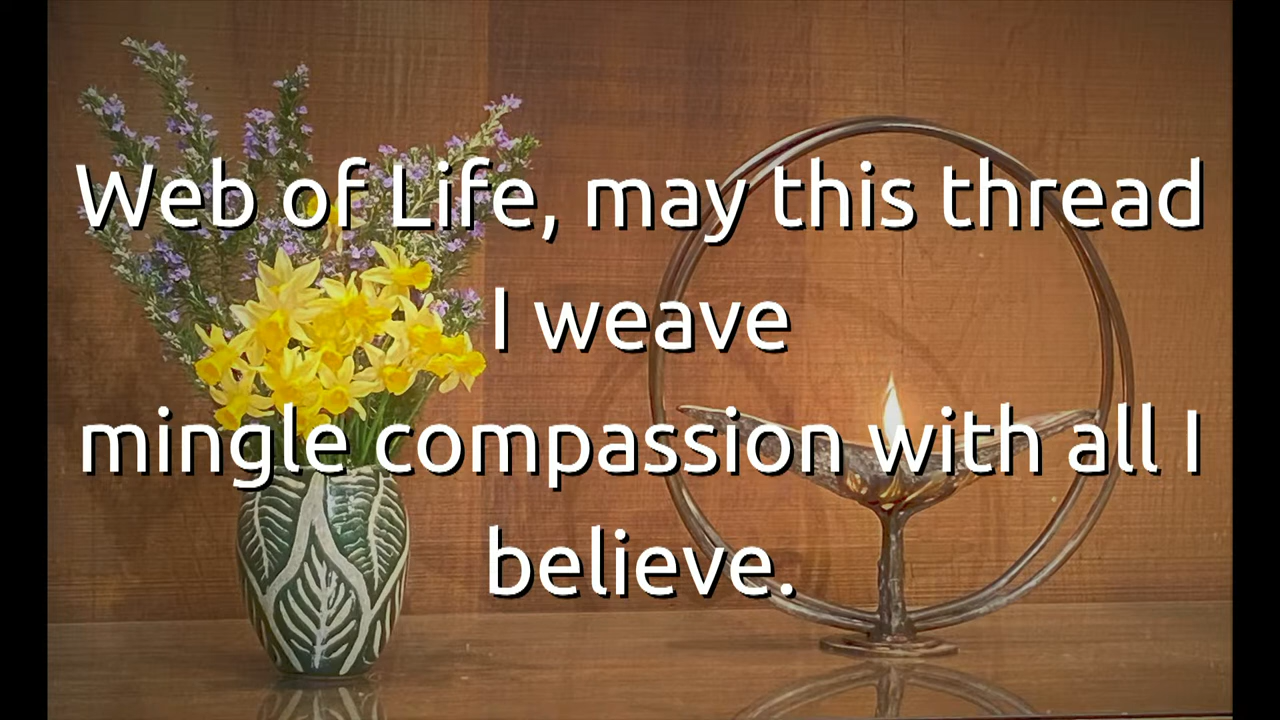 Web of Life, may this thread
I weave
mingle compassion with all I
believe.